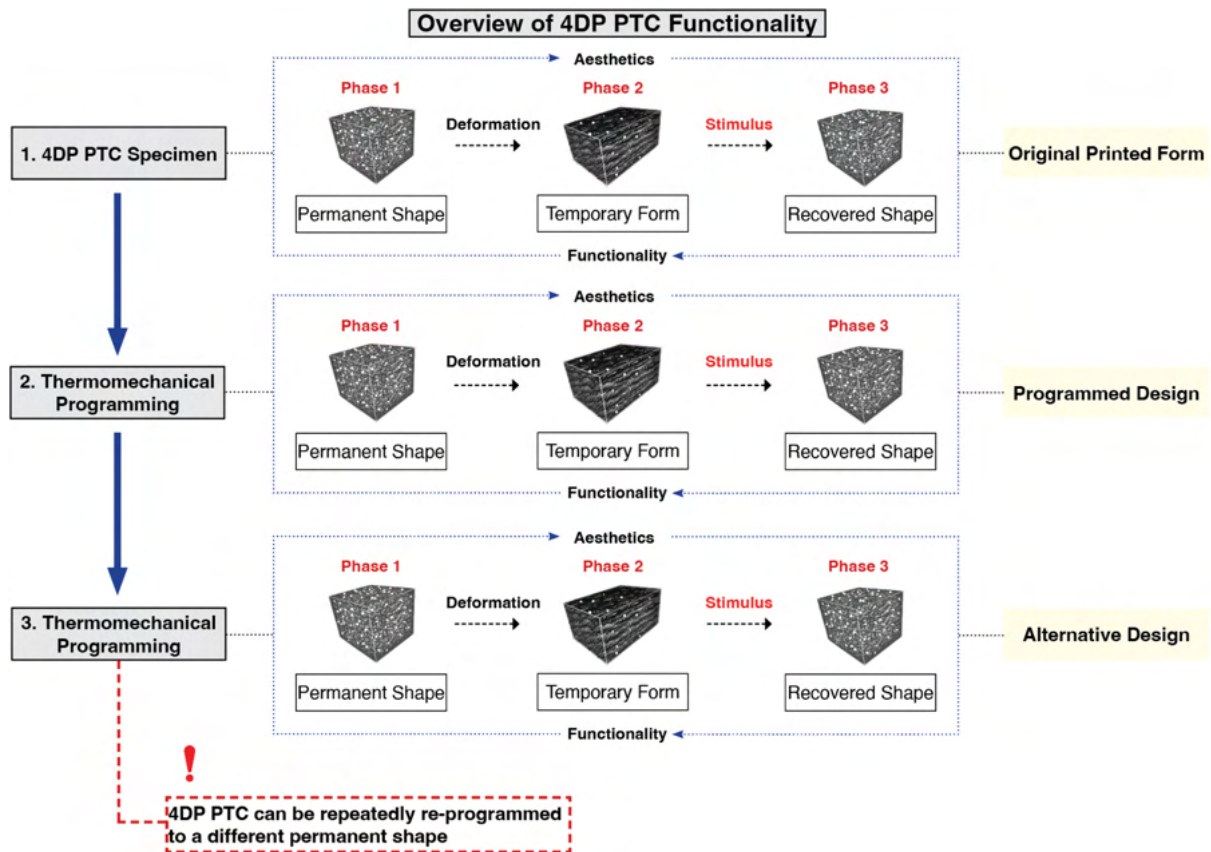 Overview of 4DP PTC Functionality
Aesthetics
Phase 1
Phase 2
Phase 3
Deformation
Stimulus
1. 4DP PTC Specimen
Original Printed Form
Permanent Shape
Temporary Form
Recovered Shape
Functionality
Aesthetics
Phase 1
Phase 2
Phase 3
Deformation
Stimulus
2. Thermomechanical
Programming
Programmed Design
Permanent Shape
Temporary Form
Recovered Shape
Functionality
Aesthetics
Phase 1
Phase 2
Phase 3
Deformation
Stimulus
3. Thermomechanical
Programming
Alternative Design
Permanent Shape
Temporary Form
Recovered Shape
Functionality
!
4DP PTC can be repeatedly re-programmed
to a different permanent shape